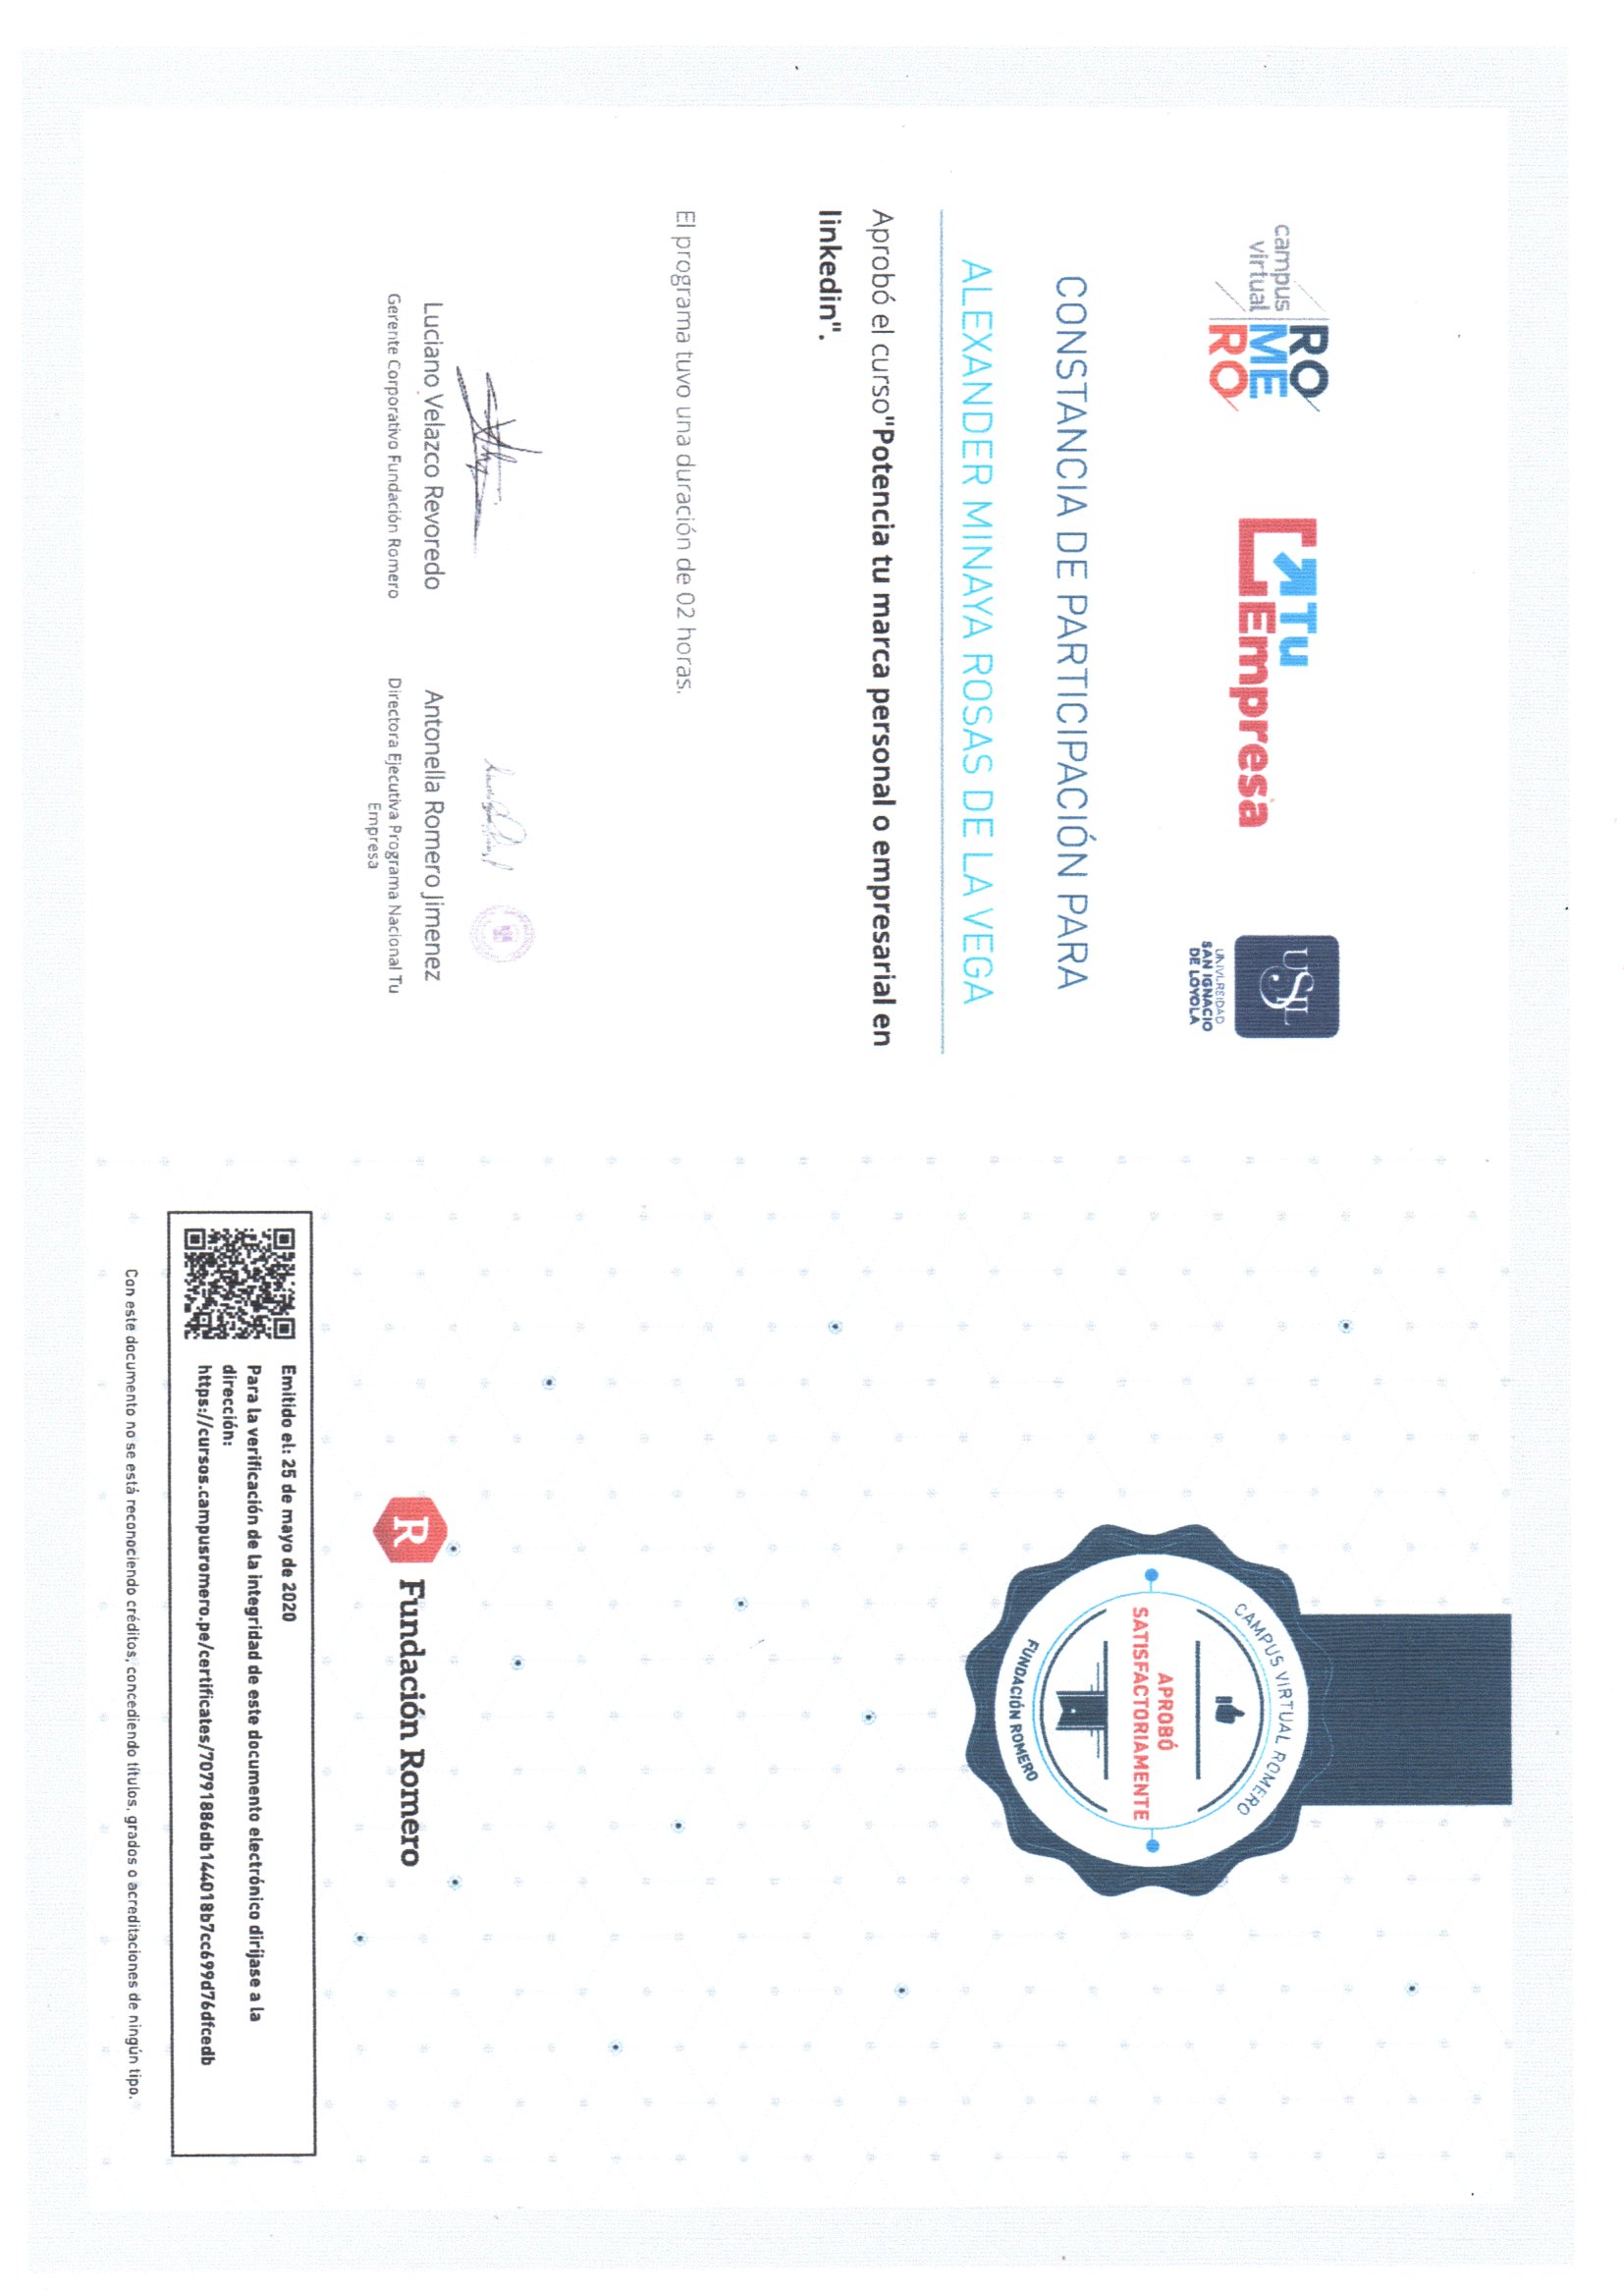 campus
virtual
RO
ME
RO
Tu
Empresa
USIL
UNIVERSIDAD
SAN IGNACIO
DE LOYOLA
CONSTANCIA DE PARTICIPACIÓN PARA
ALEXANDER MINAYA ROSAS DE LA VEGA
Aprobó el curso"Potencia tu marca personal o empresarial en
linkedin".
El programa tuvo una duración de 02 horas.
Luciano Velazco Revoredo
Gerente Corporativo Fundación Romero
Antonella Romero Jimenez
Directora Ejecutiva Programa Nacional Tu
Empresa
CAMPUS VIRTUAL ROMERO
APROBÓ
SATISFACTORIAMENTE
FUNDACIÓN ROMERO
R Fundación Romero
Emitido el: 25 de mayo de 2020
Para la verificación de la integridad de este documento electrónico diríjase a la
dirección:
https://cursos.campusromero.pe/certificates/70791886db144018b7cc699d76dfcedb
Con este documento no se está reconociendo créditos, concediendo títulos, grados o acreditaciones de ningún tipo.